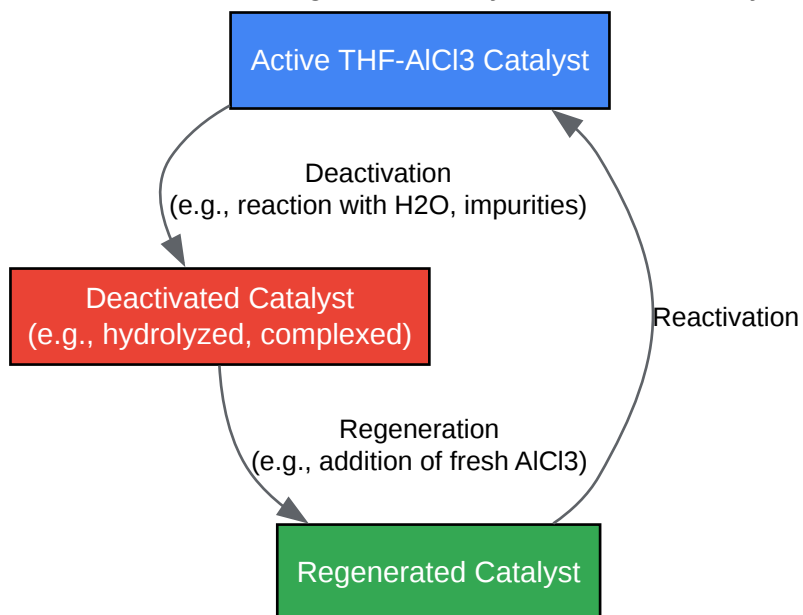 Active THF-AlCl3 Catalyst
Deactivation
(e.g., reaction with H2O, impurities)
Deactivated Catalyst
(e.g., hydrolyzed, complexed)
Reactivation
Regeneration
(e.g., addition of fresh AlCl3)
Regenerated Catalyst